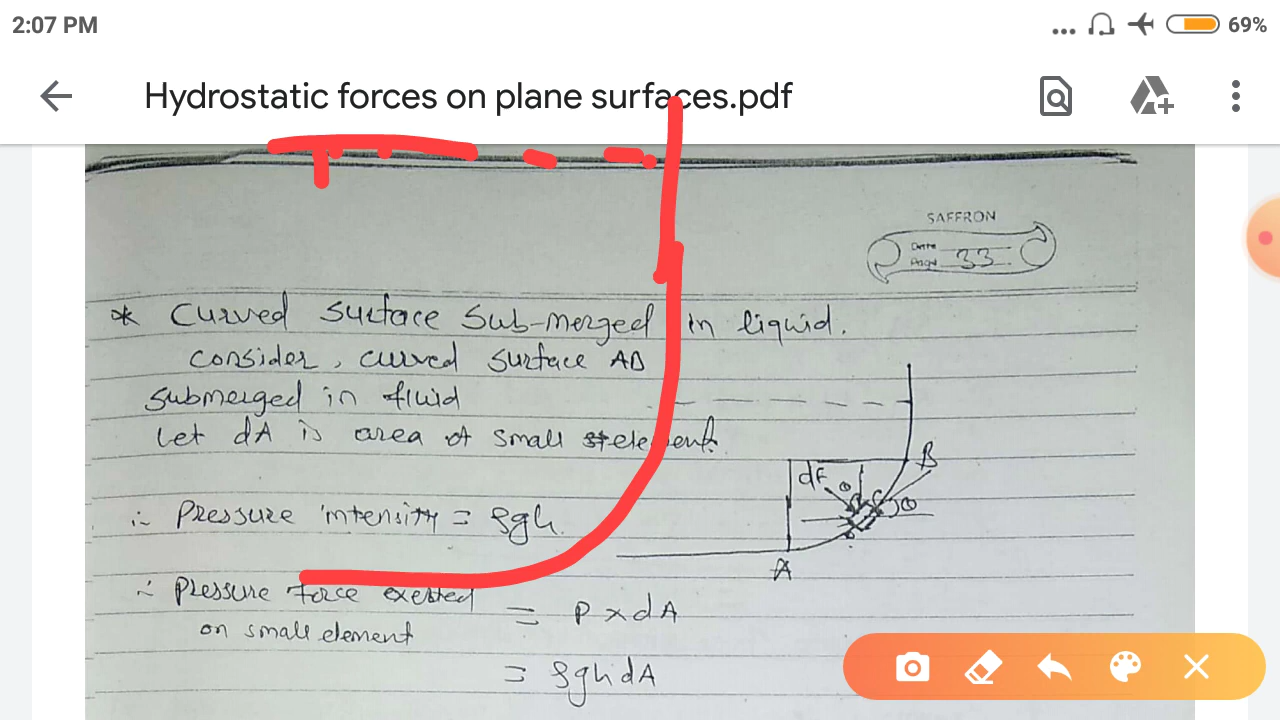 2:07 PM
69%
Hydrostatic forces on plane surfaces.pdf
SAFFRON
Date
Page 33
* Curved surface Sub-merged in liquid.
consider, curved surface AB
submerged in fluid
Let dA is area of small element.
∴ Pressure intensity = ρgh.
∴ Pressure force exerted
on small element
= P × dA
= ρgh dA
B
dF θ
θ
A